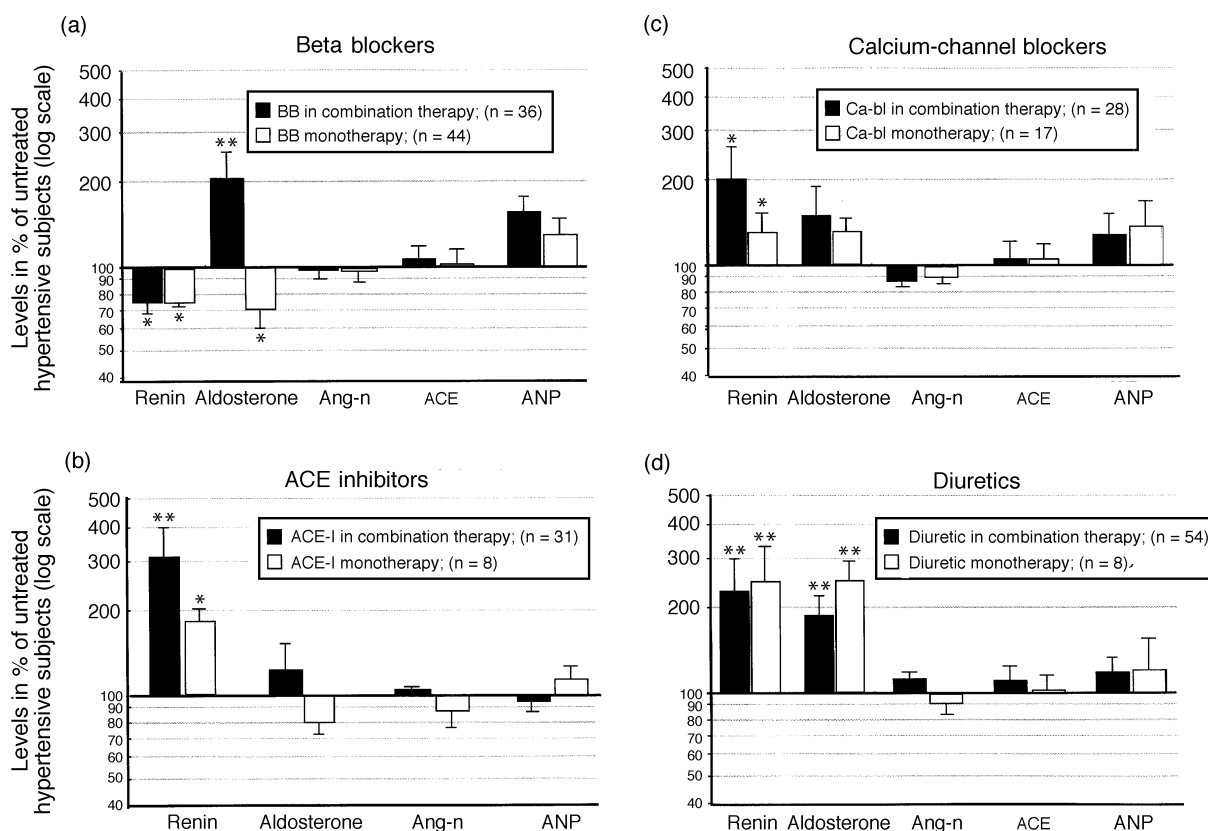 (a)
Beta blockers
Levels in % of untreated
hypertensive subjects (log scale)
500
400
300
200
100
90
80
70
60
50
40
BB in combination therapy; (n = 36)
BB monotherapy; (n = 44)
*
*
**
*
Renin Aldosterone Ang-n ACE ANP
(c)
Calcium-channel blockers
500
400
300
200
100
90
80
70
60
50
40
Ca-bl in combination therapy; (n = 28)
Ca-bl monotherapy; (n = 17)
*
*
Renin Aldosterone Ang-n ACE ANP
(b)
ACE inhibitors
Levels in % of untreated
hypertensive subjects (log scale)
500
400
300
200
100
90
80
70
60
50
40
ACE-I in combination therapy; (n = 31)
ACE-I monotherapy; (n = 8)
**
*
Renin Aldosterone Ang-n ANP
(d)
Diuretics
500
400
300
200
100
90
80
70
60
50
40
Diuretic in combination therapy; (n = 54)
Diuretic monotherapy; (n = 8)
**
**
**
**
Renin Aldosterone Ang-n ACE ANP